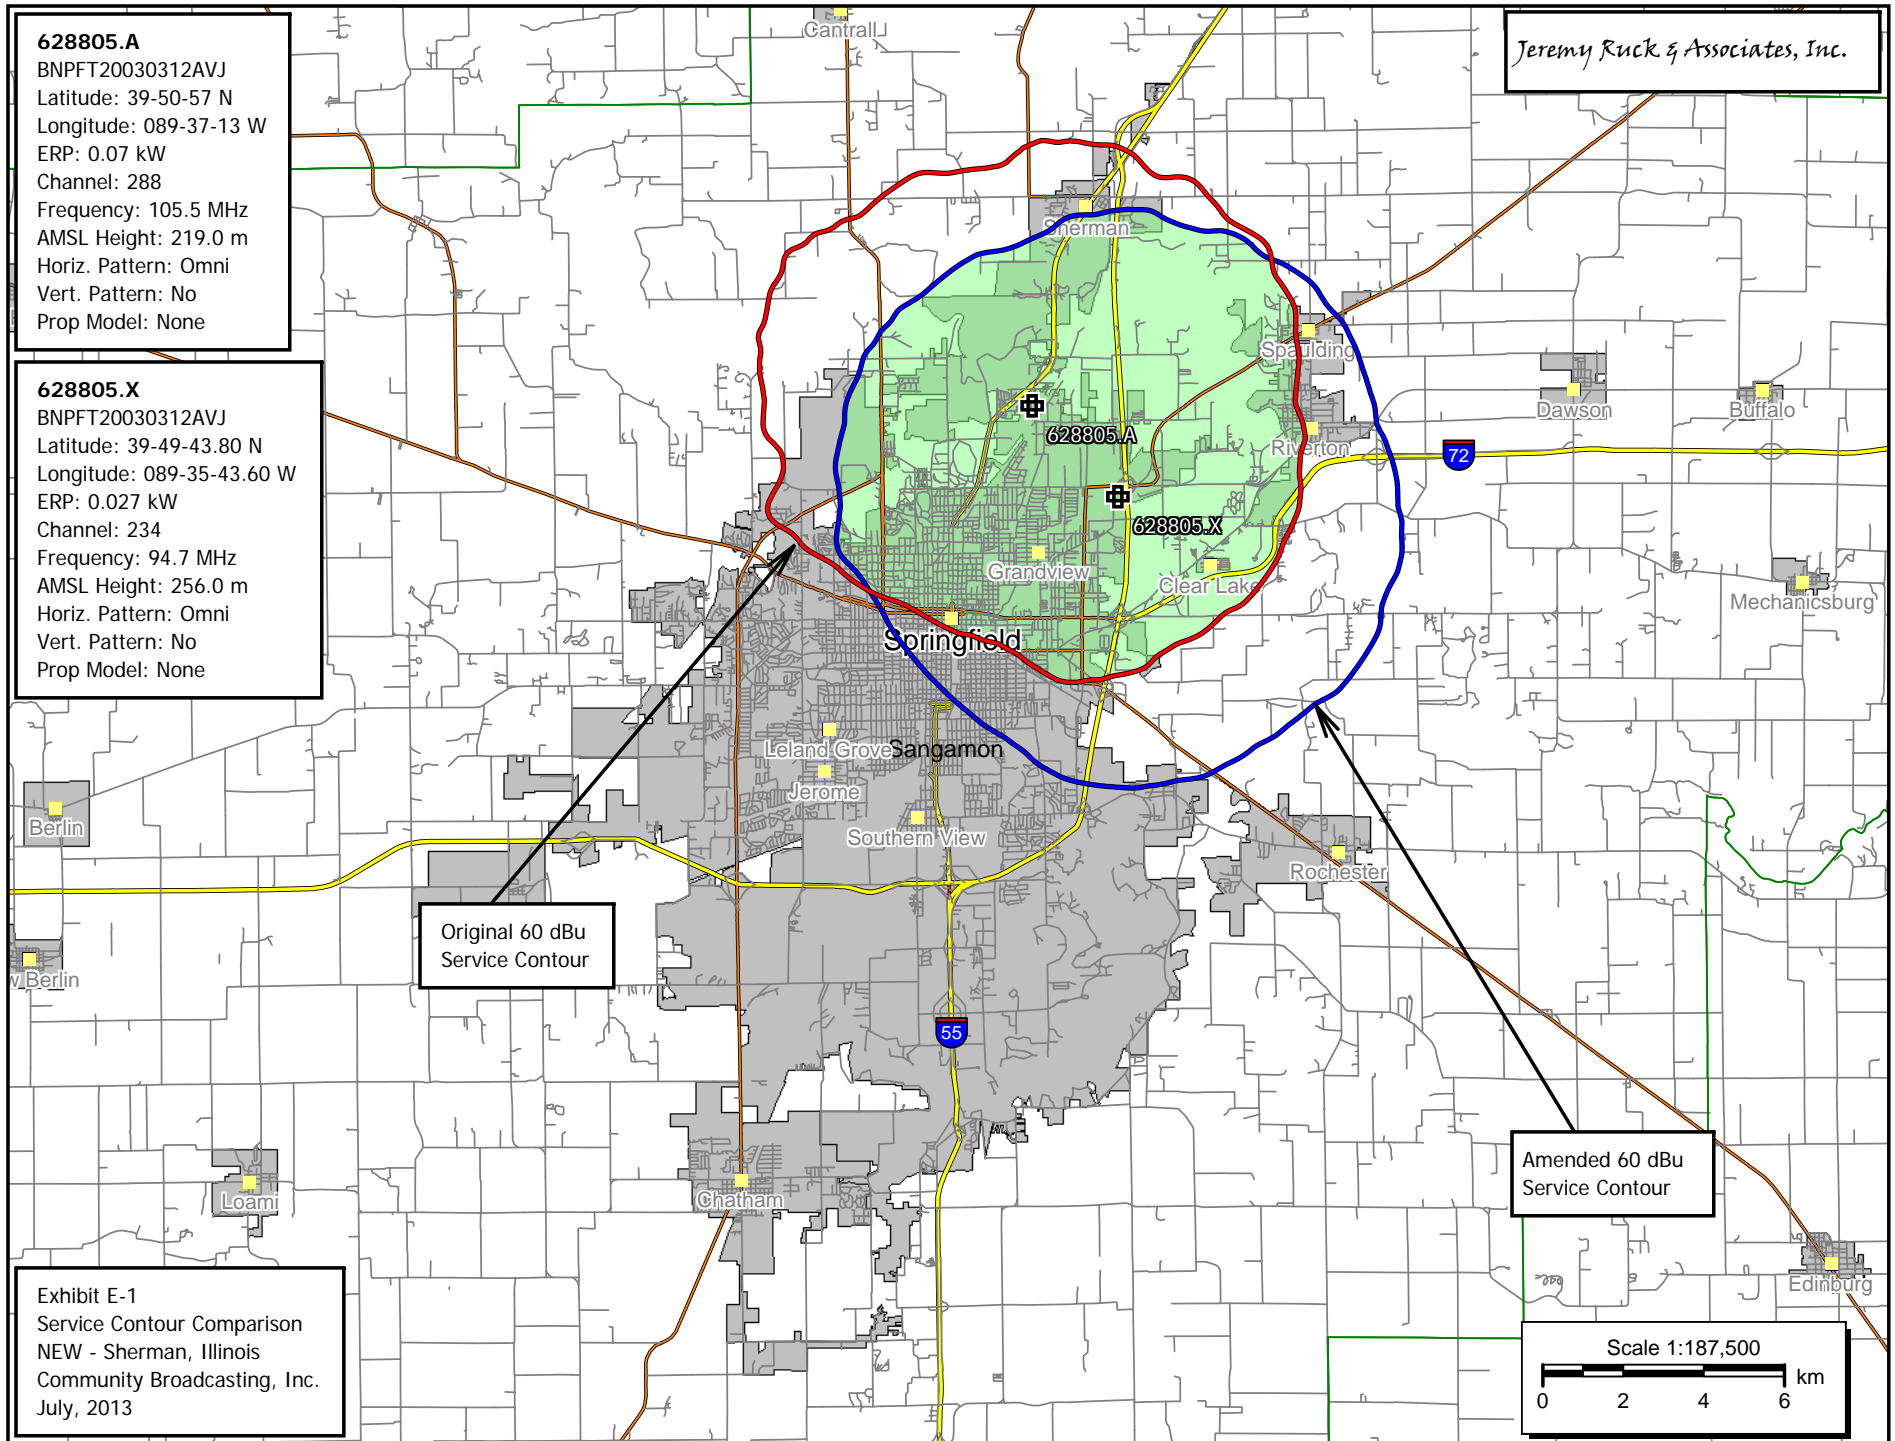 628805.A
BNPFT20030312AVJ
Latitude: 39-50-57 N
Longitude: 089-37-13 W
ERP: 0.07 kW
Channel: 288
Frequency: 105.5 MHz
AMSL Height: 219.0 m
Horiz. Pattern: Omni
Vert. Pattern: No
Prop Model: None
628805.X
BNPFT20030312AVJ
Latitude: 39-49-43.80 N
Longitude: 089-35-43.60 W
ERP: 0.027 kW
Channel: 234
Frequency: 94.7 MHz
AMSL Height: 256.0 m
Horiz. Pattern: Omni
Vert. Pattern: No
Prop Model: None
Jeremy Ruck & Associates, Inc.
Cantrall
Sherman
Spaulding
Dawson
Buffalo
628805.A
Riverton
72
628805.X
Grandview
Clear Lake
Mechanicsburg
Springfield
Leland Grove
Sangamon
Jerome
Southern View
Berlin
Rochester
Original 60 dBu
Service Contour
w Berlin
55
Amended 60 dBu
Service Contour
Loami
Chatham
Edinburg
Exhibit E-1
Service Contour Comparison
NEW - Sherman, Illinois
Community Broadcasting, Inc.
July, 2013
Scale 1:187,500
km
0 2 4 6